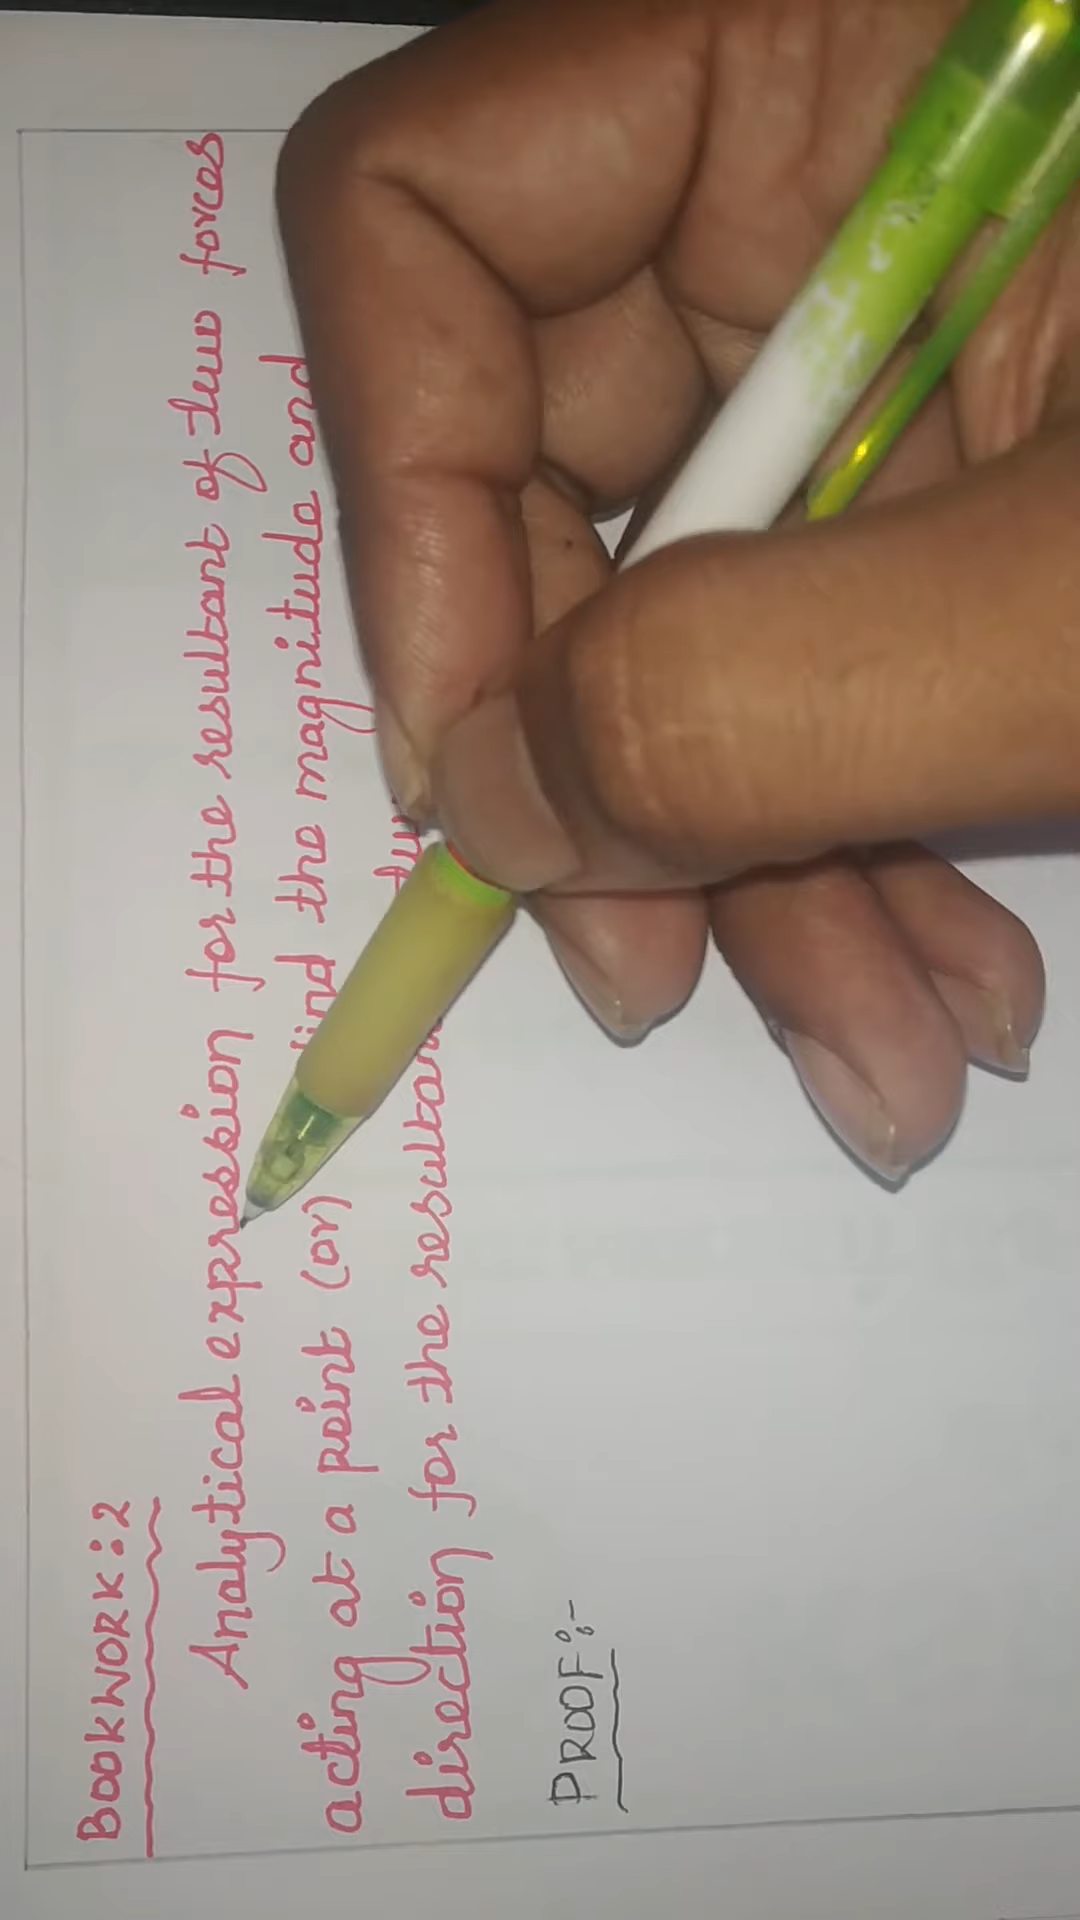 BOOKWORK:2
Analytical expression for the resultant of two forces
acting at a point (or) find the magnitude and
direction for the resultant
PROOF:-